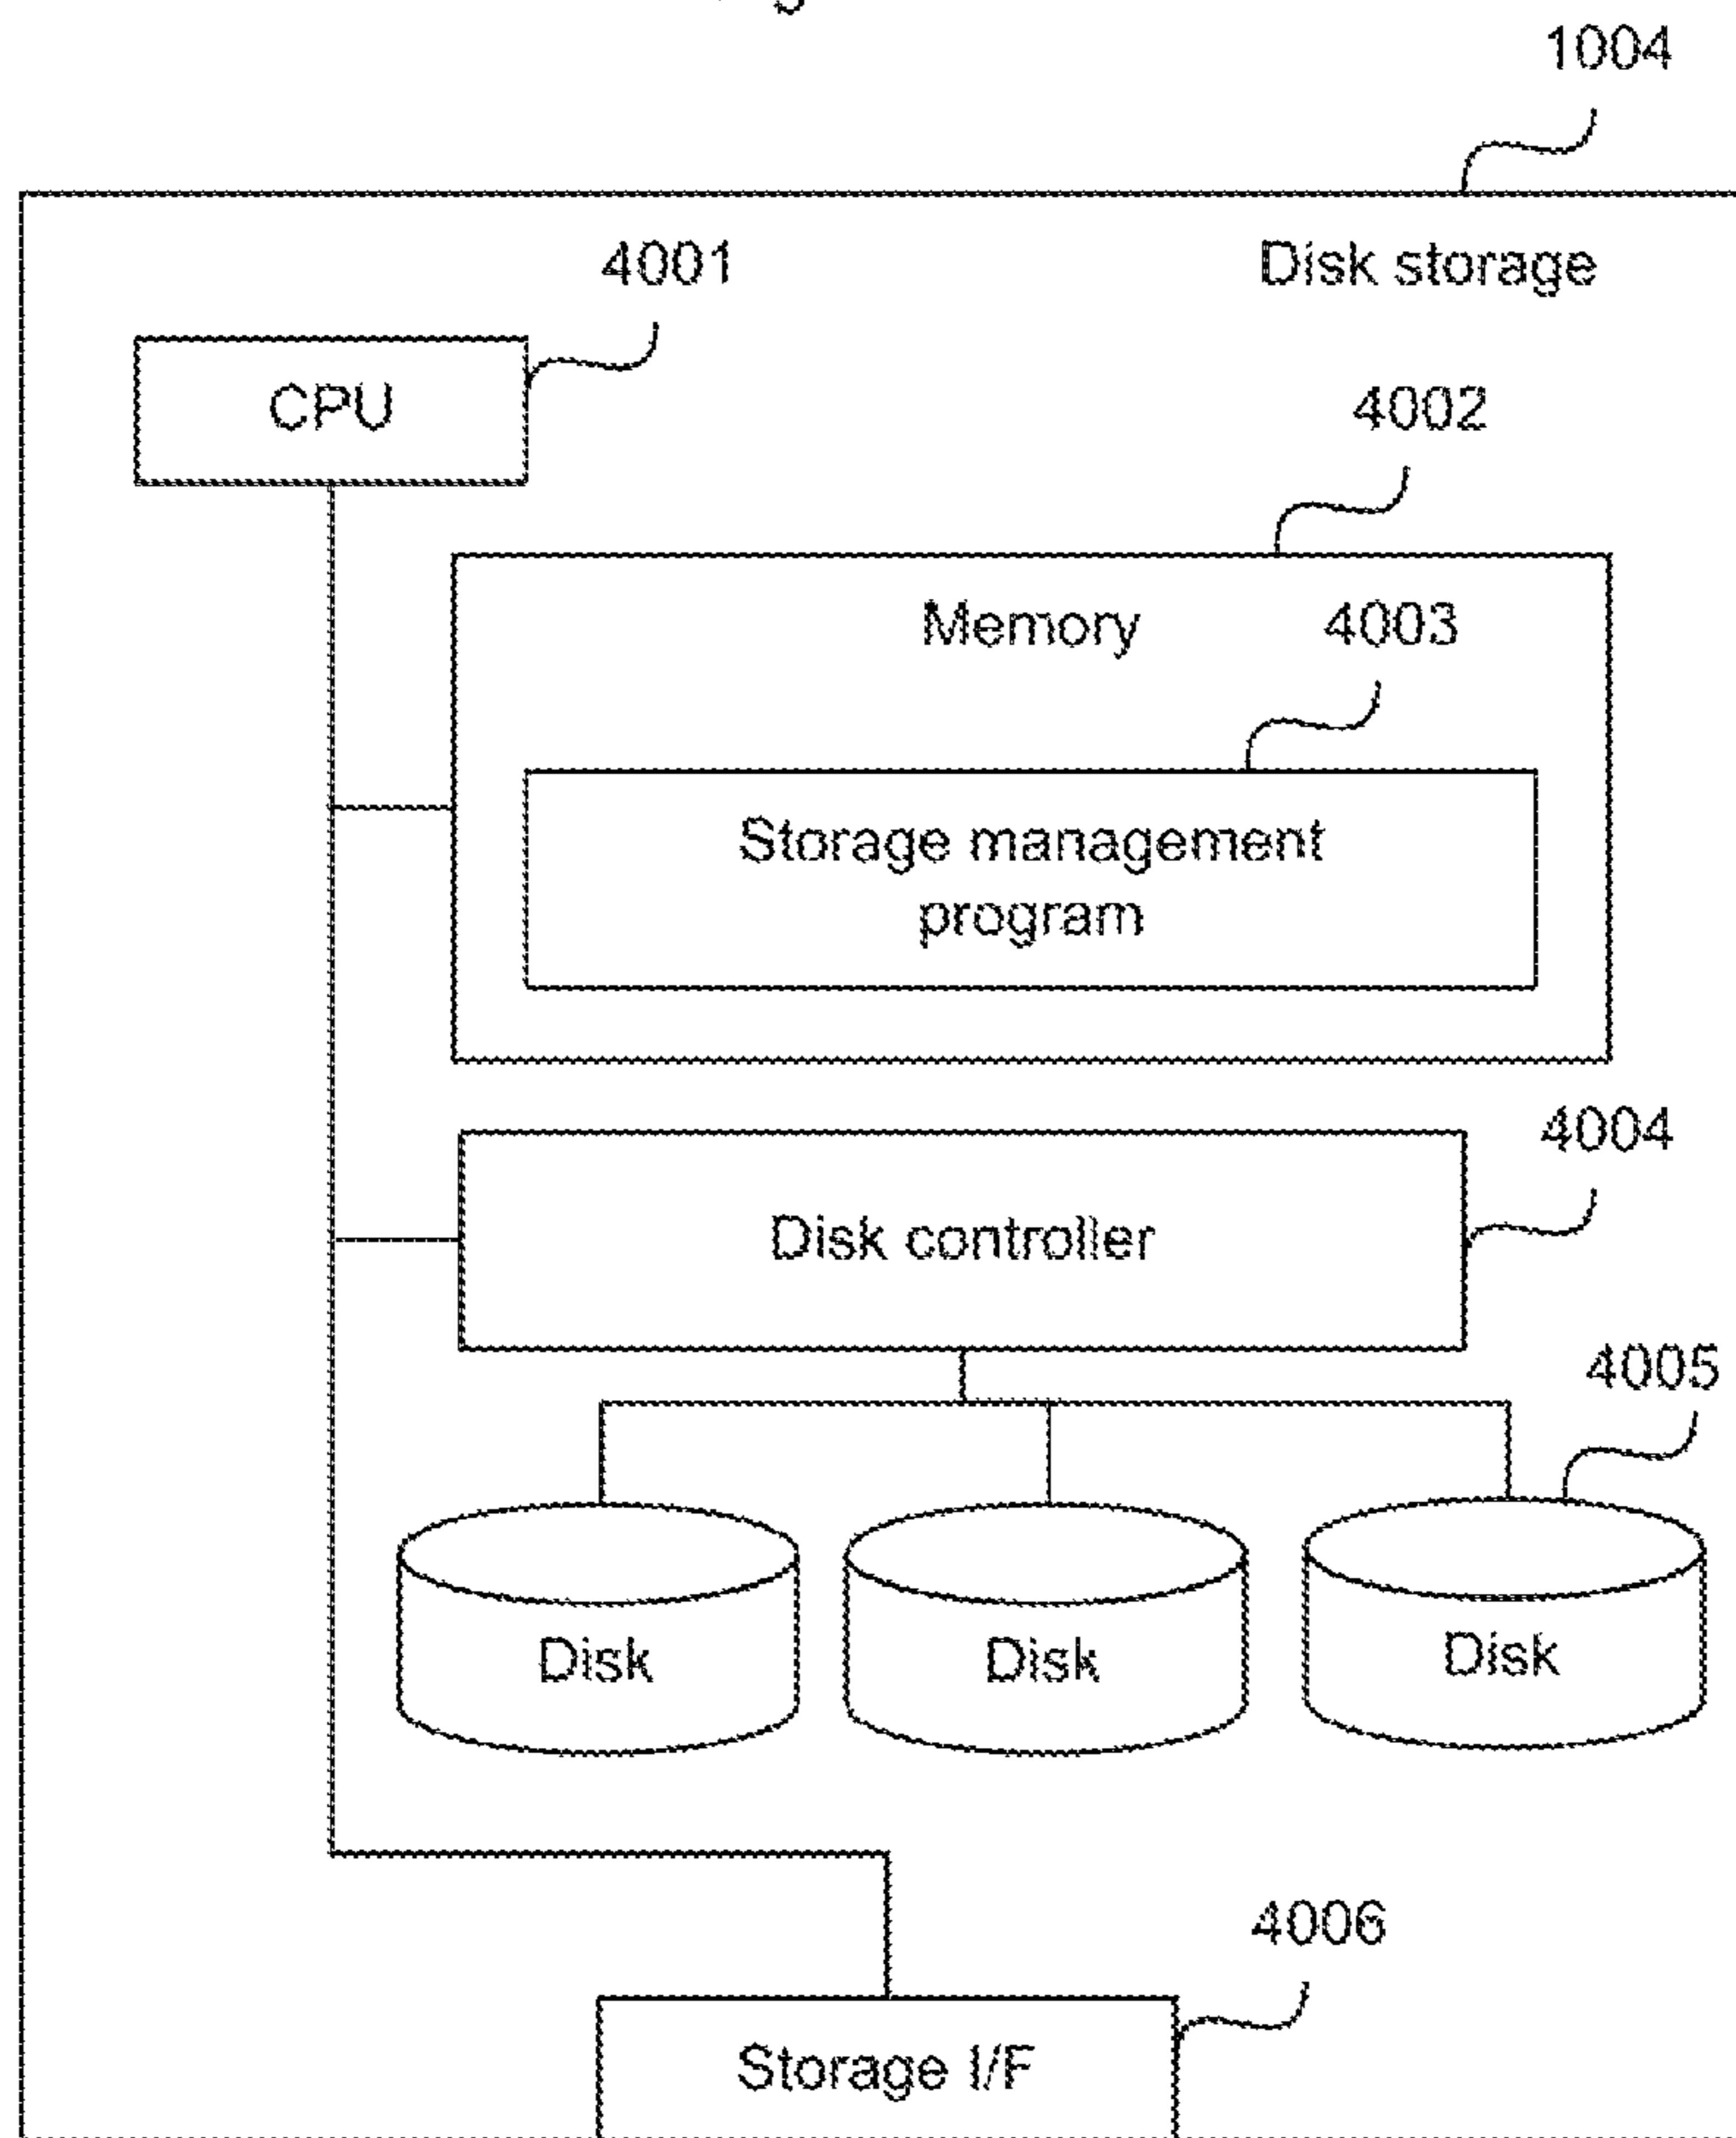 1004
Disk storage
4001
CPU
4002
Memory
4003
Storage management
program
4004
Disk controller
4005
Disk
Disk
Disk
4006
Storage I/F